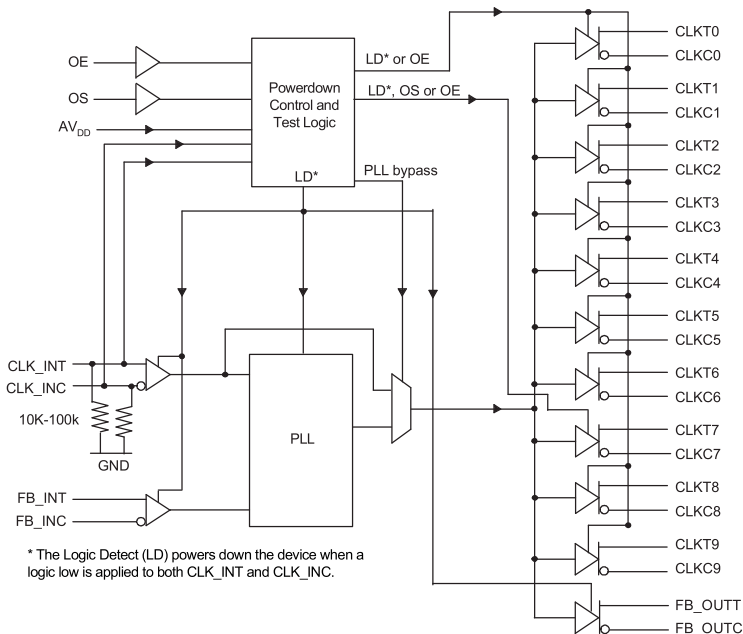 OE
OS
AVDD
Powerdown
Control and
Test Logic
LD*
LD* or OE
LD*, OS or OE
PLL bypass
CLK_INT
CLK_INC
10K-100k
GND
FB_INT
FB_INC
PLL
CLKT0
CLKC0
CLKT1
CLKC1
CLKT2
CLKC2
CLKT3
CLKC3
CLKT4
CLKC4
CLKT5
CLKC5
CLKT6
CLKC6
CLKT7
CLKC7
CLKT8
CLKC8
CLKT9
CLKC9
FB_OUTT
FB_OUTC
* The Logic Detect (LD) powers down the device when a
logic low is applied to both CLK_INT and CLK_INC.